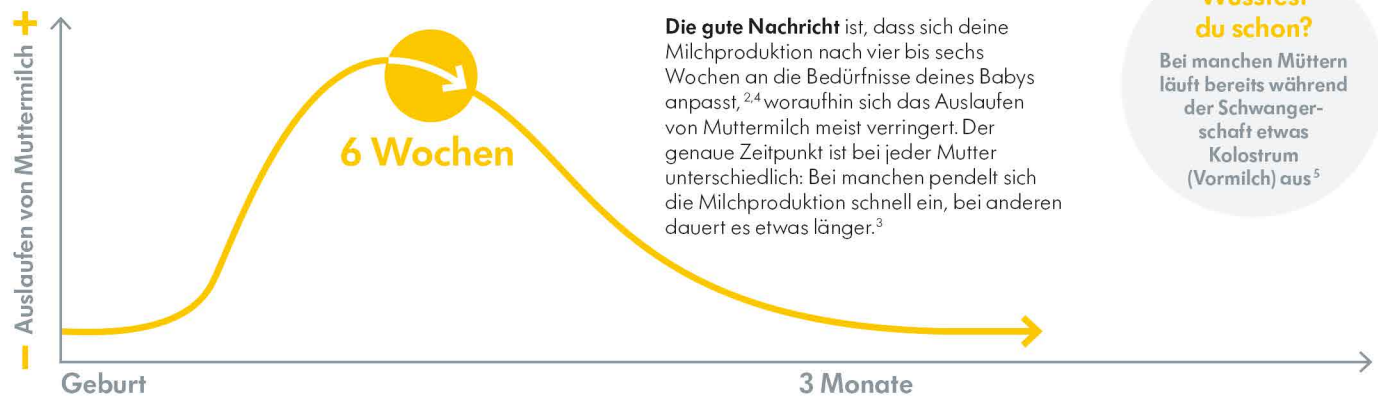 +
Auslaufen von Muttermilch
–
6 Wochen
Geburt
3 Monate
Die gute Nachricht ist, dass sich deine
Milchproduktion nach vier bis sechs
Wochen an die Bedürfnisse deines Babys
anpasst, 2,4 woraufhin sich das Auslaufen
von Muttermilch meist verringert. Der
genaue Zeitpunkt ist bei jeder Mutter
unterschiedlich: Bei manchen pendelt sich
die Milchproduktion schnell ein, bei anderen
dauert es etwas länger.3
Wusstest
du schon?
Bei manchen Müttern
läuft bereits während
der Schwanger-
schaft etwas
Kolostrum
(Vormilch) aus5